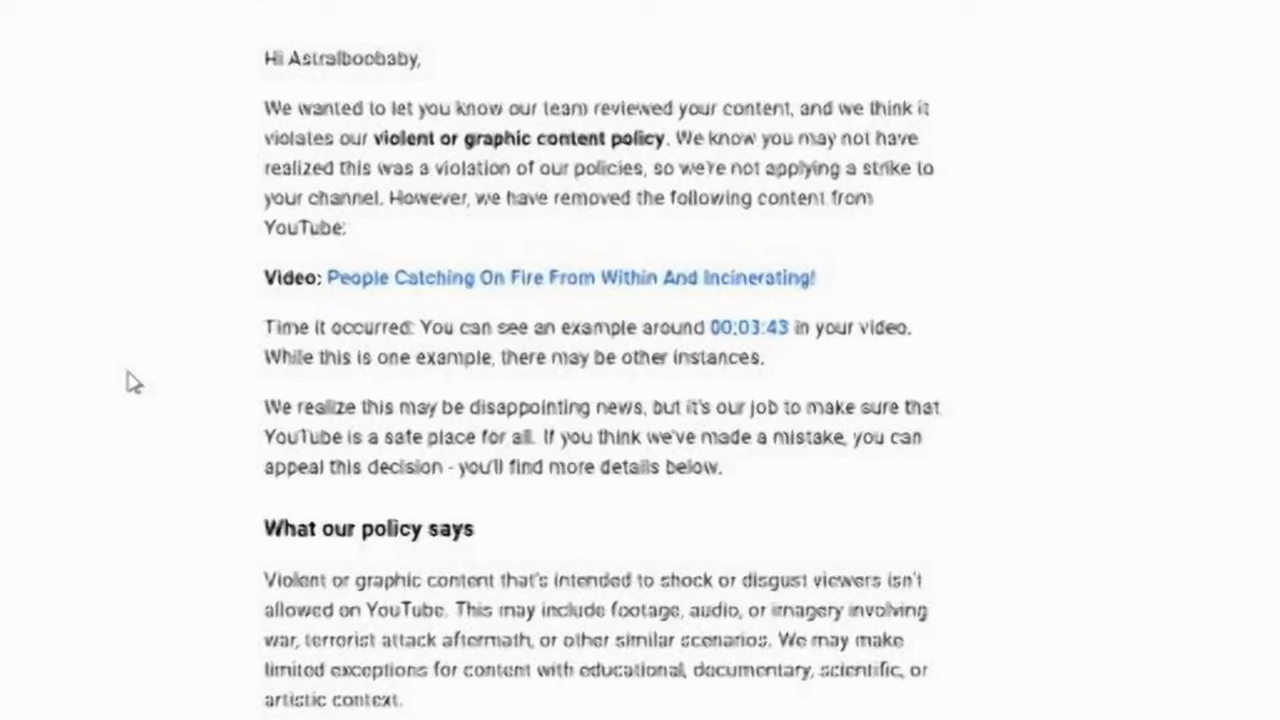 Hi Astralboobaby,
We wanted to let you know our team reviewed your content, and we think it
violates our violent or graphic content policy. We know you may not have
realized this was a violation of our policies, so we're not applying a strike to
your channel. However, we have removed the following content from
YouTube:
Video: People Catching On Fire From Within And Incinerating!
Time it occurred: You can see an example around 00:03:43 in your video.
While this is one example, there may be other instances.
We realize this may be disappointing news, but it's our job to make sure that
YouTube is a safe place for all. If you think we've made a mistake, you can
appeal this decision - you'll find more details below.
What our policy says
Violent or graphic content that's intended to shock or disgust viewers isn't
allowed on YouTube. This may include footage, audio, or imagery involving
war, terrorist attack aftermath, or other similar scenarios. We may make
limited exceptions for content with educational, documentary, scientific, or
artistic context.